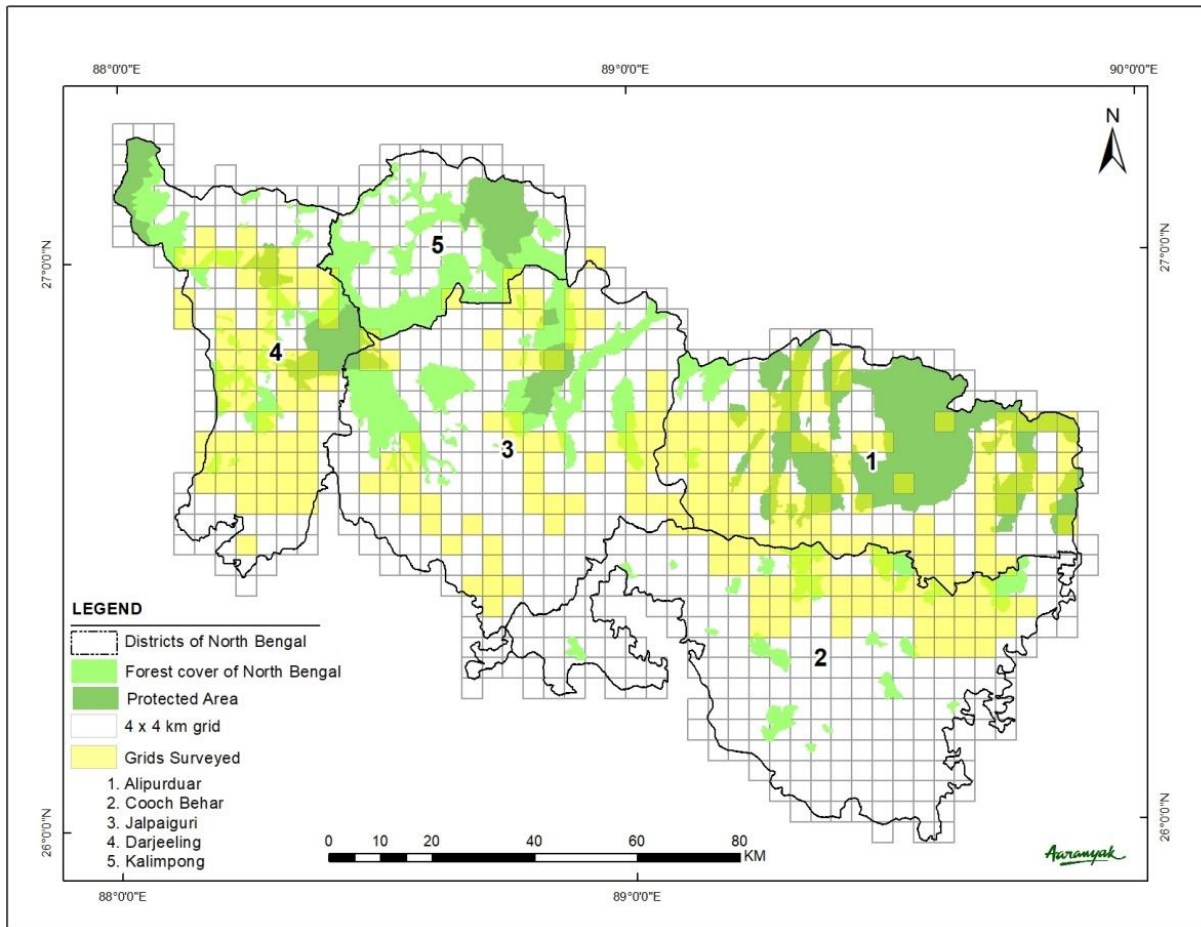 88°0'0"E 89°0'0"E 90°0'0"E
N
27°0'0"N 27°0'0"N
5
4
3
1
2
LEGEND
Districts of North Bengal
Forest cover of North Bengal
Protected Area
4 x 4 km grid
Grids Surveyed
1. Alipurduar
2. Cooch Behar
3. Jalpaiguri
4. Darjeeling
5. Kalimpong
26°0'0"N 26°0'0"N
0 5 10 20 40 60 80
KM
Aaranyak
88°0'0"E 89°0'0"E